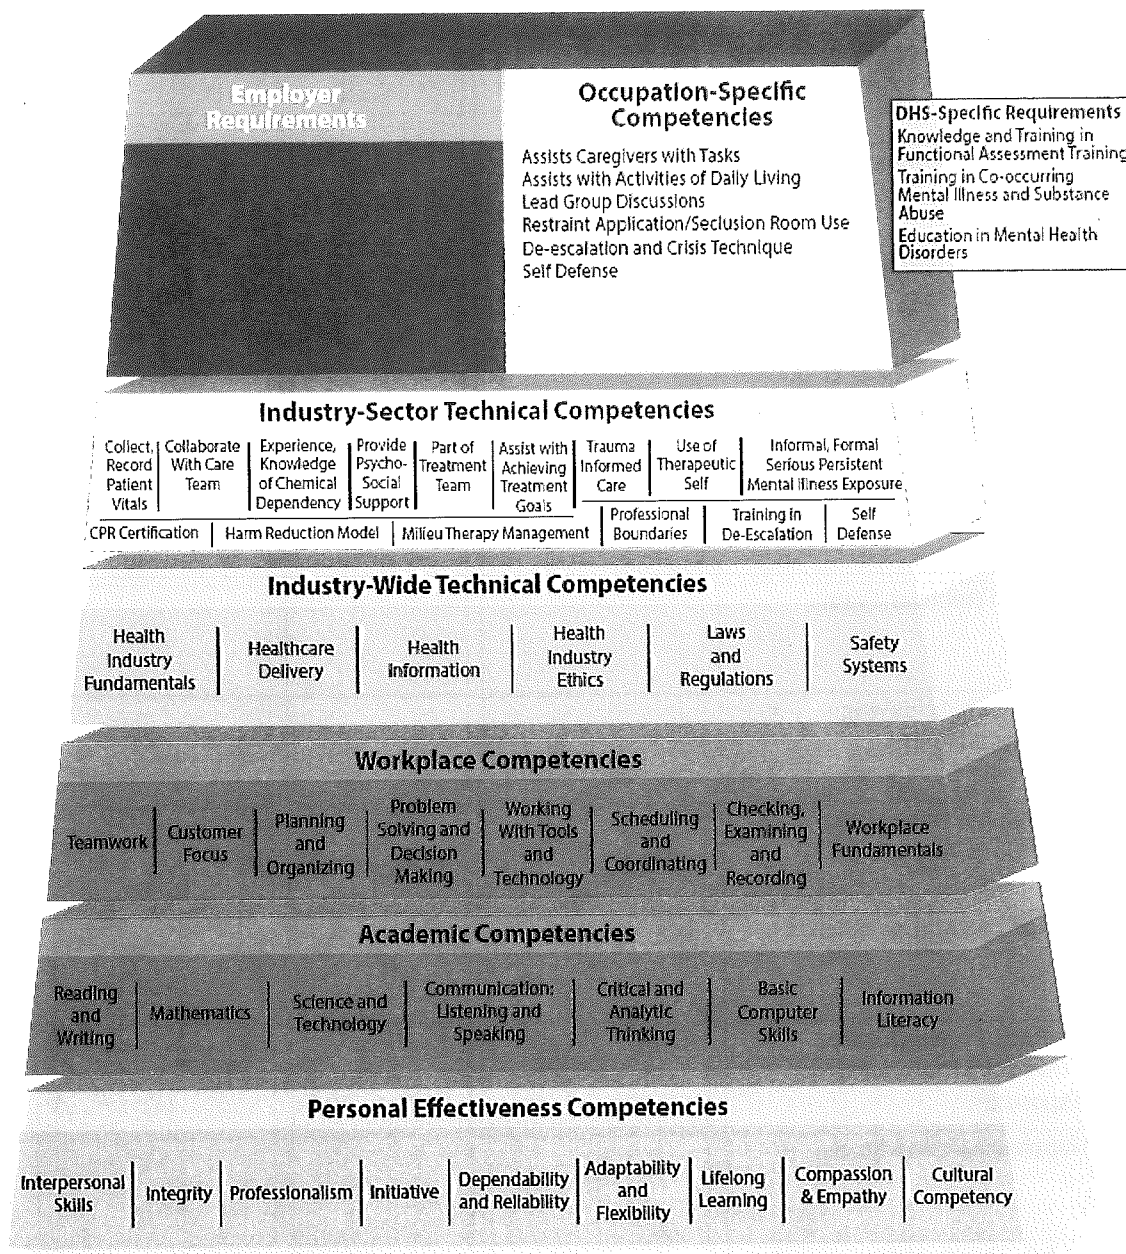 Employer
Requirements
Occupation-Specific
Competencies
Assists Caregivers with Tasks
Assists with Activities of Daily Living
Lead Group Discussions
Restraint Application/Seclusion Room Use
De-escalation and Crisis Technique
Self Defense
DHS-Specific Requirements
Knowledge and Training in
Functional Assessment Training
Training in Co-occurring
Mental Illness and Substance
Abuse
Education in Mental Health
Disorders
Industry-Sector Technical Competencies
Collect,
Record
Patient
Vitals
Collaborate
With Care
Team
Experience,
Knowledge
of Chemical
Dependency
Provide
Psycho-
Social
Support
Part of
Treatment
Team
Assist with
Achieving
Treatment
Goals
Trauma
Informed
Care
Use of
Therapeutic
Self
Informal, Formal
Serious Persistent
Mental Illness Exposure
CPR Certification
Harm Reduction Model
Milieu Therapy Management
Professional
Boundaries
Training in
De-Escalation
Self
Defense
Industry-Wide Technical Competencies
Health
Industry
Fundamentals
Healthcare
Delivery
Health
Information
Health
Industry
Ethics
Laws
and
Regulations
Safety
Systems
Workplace Competencies
Teamwork
Customer
Focus
Planning
and
Organizing
Problem
Solving and
Decision
Making
Working
With Tools
and
Technology
Scheduling
and
Coordinating
Checking,
Examining
and
Recording
Workplace
Fundamentals
Academic Competencies
Reading
and
Writing
Mathematics
Science and
Technology
Communication:
Listening and
Speaking
Critical and
Analytic
Thinking
Basic
Computer
Skills
Information
Literacy
Personal Effectiveness Competencies
Interpersonal
Skills
Integrity
Professionalism
Initiative
Dependability
and Reliability
Adaptability
and
Flexibility
Lifelong
Learning
Compassion
& Empathy
Cultural
Competency